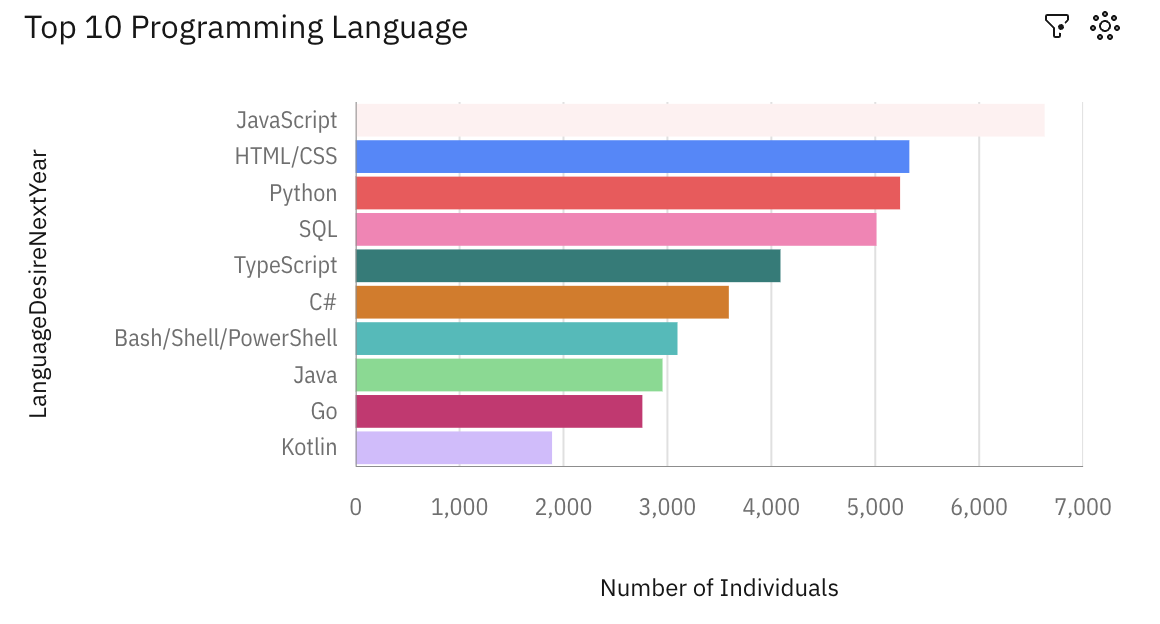 Top 10 Programming Language
LanguageDesireNextYear
JavaScript
HTML/CSS
Python
SQL
TypeScript
C#
Bash/Shell/PowerShell
Java
Go
Kotlin
0 1,000 2,000 3,000 4,000 5,000 6,000 7,000
Number of Individuals